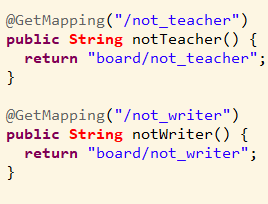 @GetMapping("/not_teacher")
public String notTeacher() {
  return "board/not_teacher";
}

@GetMapping("/not_writer")
public String notWriter() {
  return "board/not_writer";
}